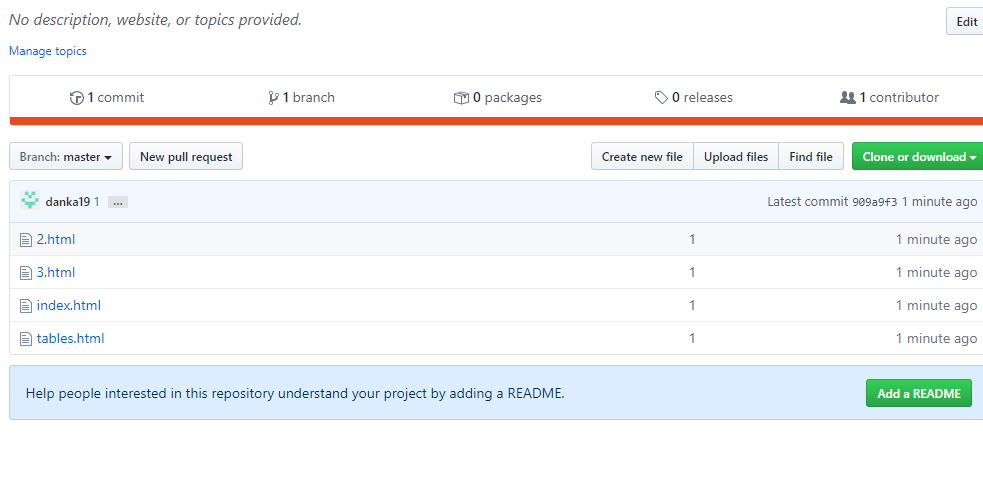 No description, website, or topics provided.
Edit
Manage topics
1 commit 1 branch 0 packages 0 releases 1 contributor
Branch: master New pull request Create new file Upload files Find file Clone or download
danka19 1 ... Latest commit 909a9f3 1 minute ago
2.html 1 1 minute ago
3.html 1 1 minute ago
index.html 1 1 minute ago
tables.html 1 1 minute ago
Help people interested in this repository understand your project by adding a README. Add a README